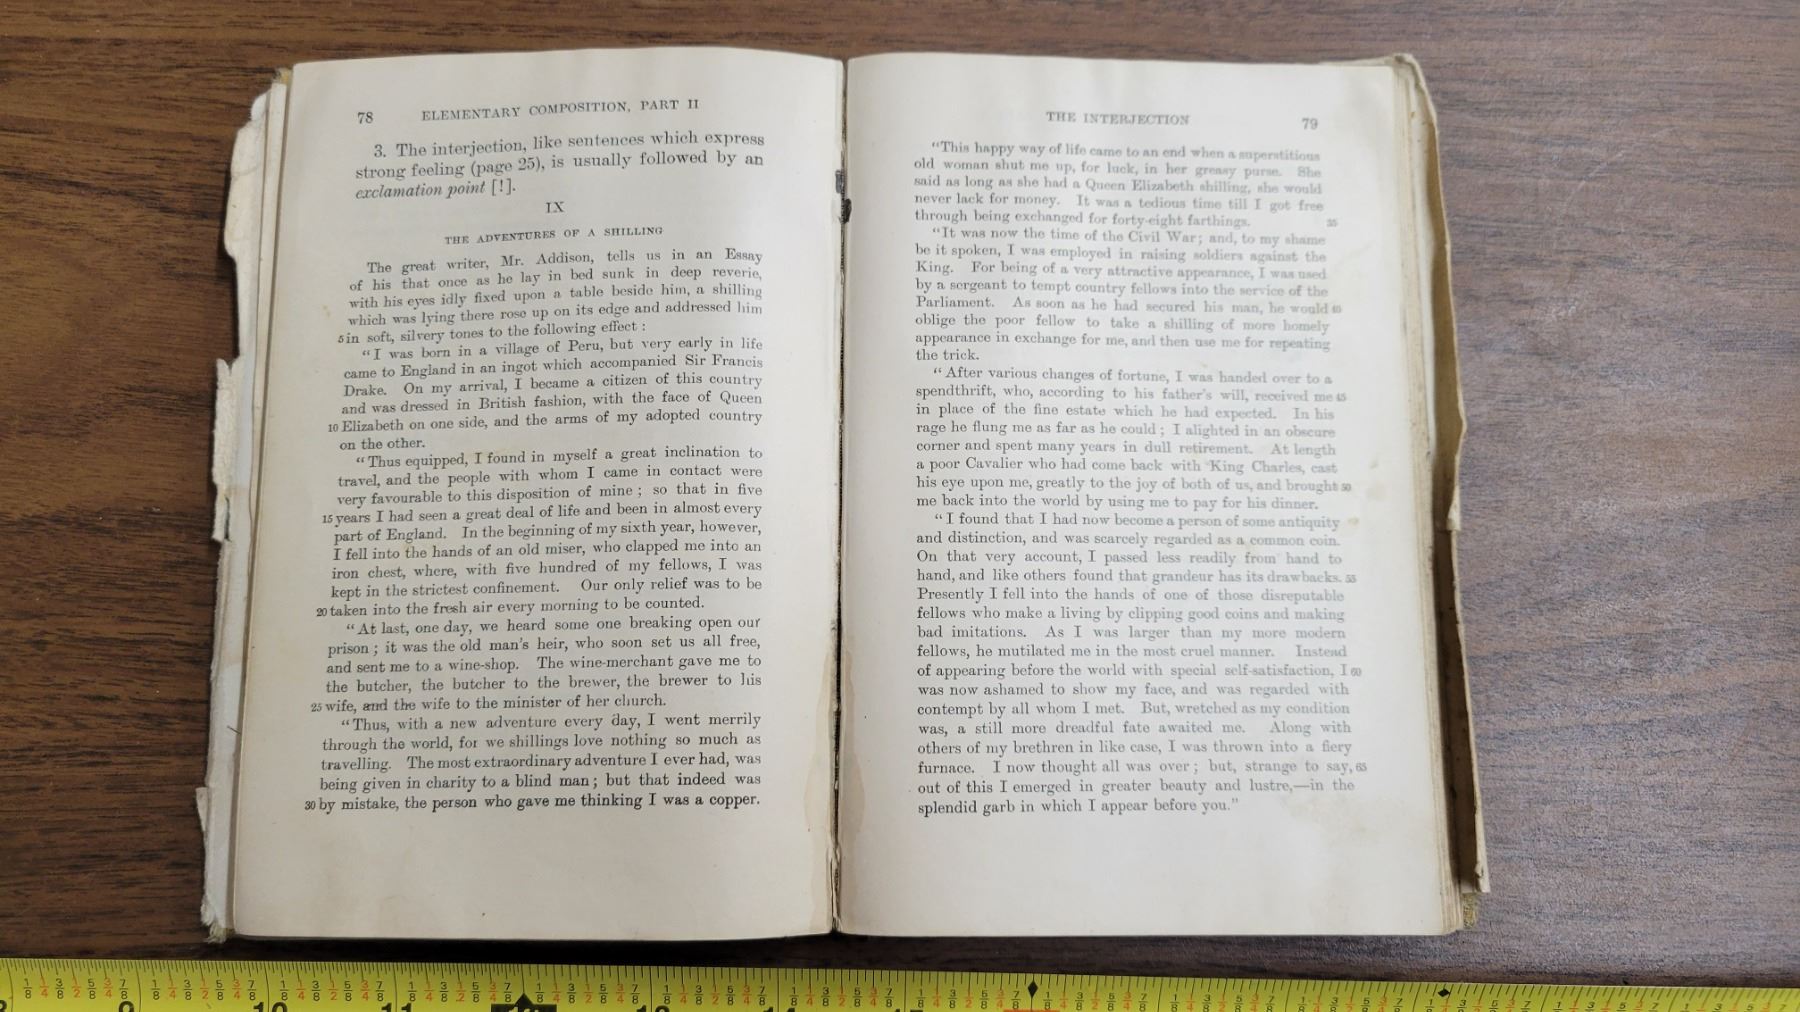 78 ELEMENTARY COMPOSITION, PART II
3. The interjection, like sentences which express
strong feeling (page 25), is usually followed by an
exclamation point [!].
IX
THE ADVENTURES OF A SHILLING
The great writer, Mr. Addison, tells us in an Essay
of his that once as he lay in bed sunk in deep reverie,
with his eyes idly fixed upon a table beside him, a shilling
which was lying there rose up on its edge and addressed him
5 in soft, silvery tones to the following effect :
“I was born in a village of Peru, but very early in life
came to England in an ingot which accompanied Sir Francis
Drake. On my arrival, I became a citizen of this country
and was dressed in British fashion, with the face of Queen
10 Elizabeth on one side, and the arms of my adopted country
on the other.
“Thus equipped, I found in myself a great inclination to
travel, and the people with whom I came in contact were
very favourable to this disposition of mine ; so that in five
15 years I had seen a great deal of life and been in almost every
part of England. In the beginning of my sixth year, however,
I fell into the hands of an old miser, who clapped me into an
iron chest, where, with five hundred of my fellows, I was
kept in the strictest confinement. Our only relief was to be
20 taken into the fresh air every morning to be counted.
“At last, one day, we heard some one breaking open our
prison ; it was the old man's heir, who soon set us all free,
and sent me to a wine-shop. The wine-merchant gave me to
the butcher, the butcher to the brewer, the brewer to his
25 wife, and the wife to the minister of her church.
“Thus, with a new adventure every day, I went merrily
through the world, for we shillings love nothing so much as
travelling. The most extraordinary adventure I ever had, was
being given in charity to a blind man ; but that indeed was
30 by mistake, the person who gave me thinking I was a copper.
THE INTERJECTION 79
“This happy way of life came to an end when a superstitious
old woman shut me up, for luck, in her greasy purse. She
said as long as she had a Queen Elizabeth shilling, she would
never lack for money. It was a tedious time till I got free
through being exchanged for forty-eight farthings. 35
“It was now the time of the Civil War; and, to my shame
be it spoken, I was employed in raising soldiers against the
King. For being of a very attractive appearance, I was used
by a sergeant to tempt country fellows into the service of the
Parliament. As soon as he had secured his man, he would 40
oblige the poor fellow to take a shilling of more homely
appearance in exchange for me, and then use me for repeating
the trick.
“After various changes of fortune, I was handed over to a
spendthrift, who, according to his father's will, received me 45
in place of the fine estate which he had expected. In his
rage he flung me as far as he could ; I alighted in an obscure
corner and spent many years in dull retirement. At length
a poor Cavalier who had come back with King Charles, cast
his eye upon me, greatly to the joy of both of us, and brought 50
me back into the world by using me to pay for his dinner.
“I found that I had now become a person of some antiquity
and distinction, and was scarcely regarded as a common coin.
On that very account, I passed less readily from hand to
hand, and like others found that grandeur has its drawbacks. 55
Presently I fell into the hands of one of those disreputable
fellows who make a living by clipping good coins and making
bad imitations. As I was larger than my more modern
fellows, he mutilated me in the most cruel manner. Instead
of appearing before the world with special self-satisfaction, I 60
was now ashamed to show my face, and was regarded with
contempt by all whom I met. But, wretched as my condition
was, a still more dreadful fate awaited me. Along with
others of my brethren in like case, I was thrown into a fiery
furnace. I now thought all was over ; but, strange to say, 65
out of this I emerged in greater beauty and lustre,—in the
splendid garb in which I appear before you.”